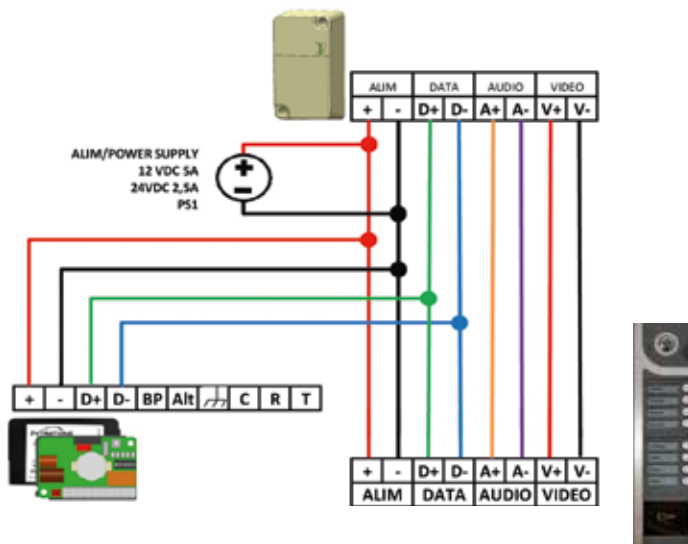 ALIM DATA AUDIO VIDEO
+ - D+ D- A+ A- V+ V-
ALIM/POWER SUPPLY
12 VDC 5A
24VDC 2,5A
PS1
+
-
+ - D+ D- BP Alt C R T
+ - D+ D- A+ A- V+ V-
ALIM DATA AUDIO VIDEO